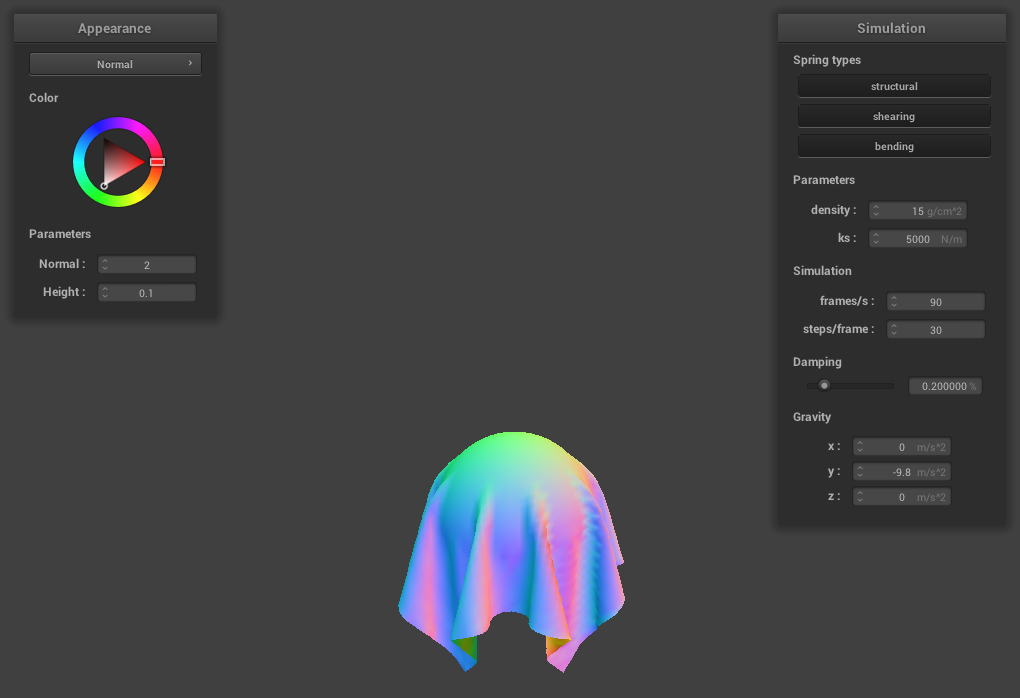 Appearance
Normal
Color
Parameters
Normal : 2
Height : 0.1
Simulation
Spring types
structural
shearing
bending
Parameters
density : 15 g/cm^2
ks : 5000 N/m
Simulation
frames/s : 90
steps/frame : 30
Damping
0.200000 %
Gravity
x : 0 m/s^2
y : -9.8 m/s^2
z : 0 m/s^2